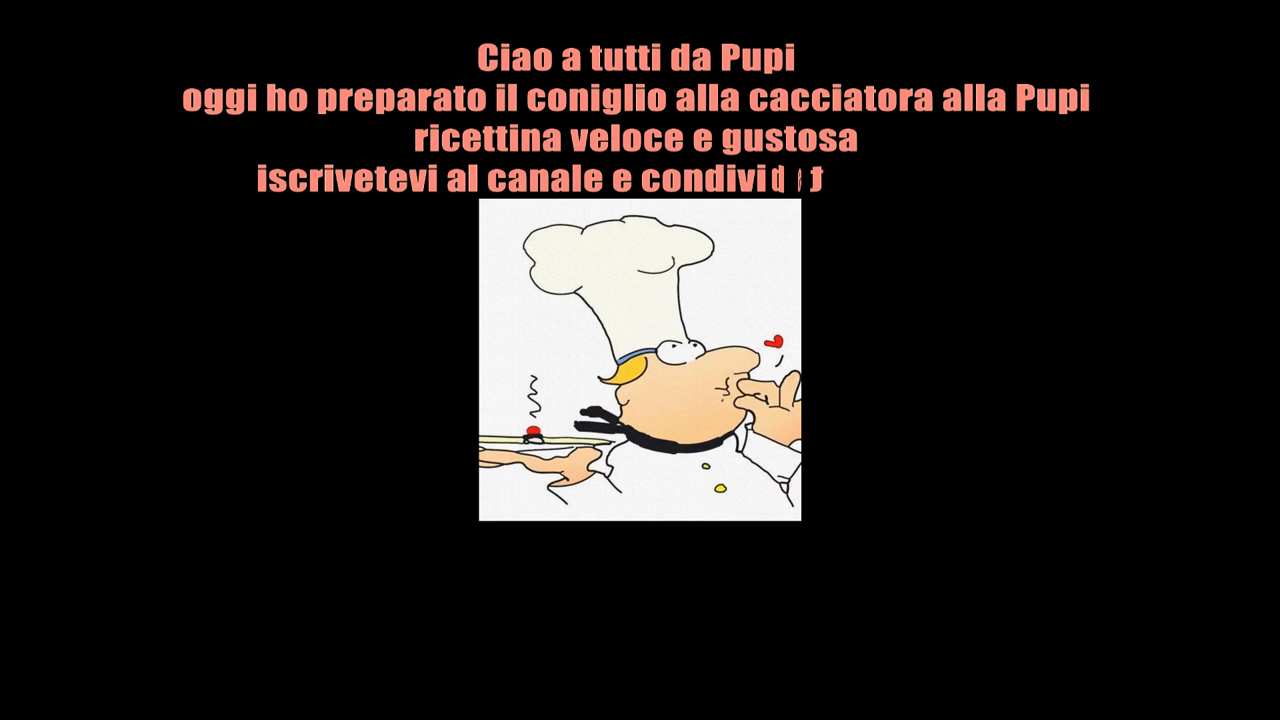 Ciao a tutti da Pupi
oggi ho preparato il coniglio alla cacciatora alla Pupi
ricettina veloce e gustosa
iscrivetevi al canale e